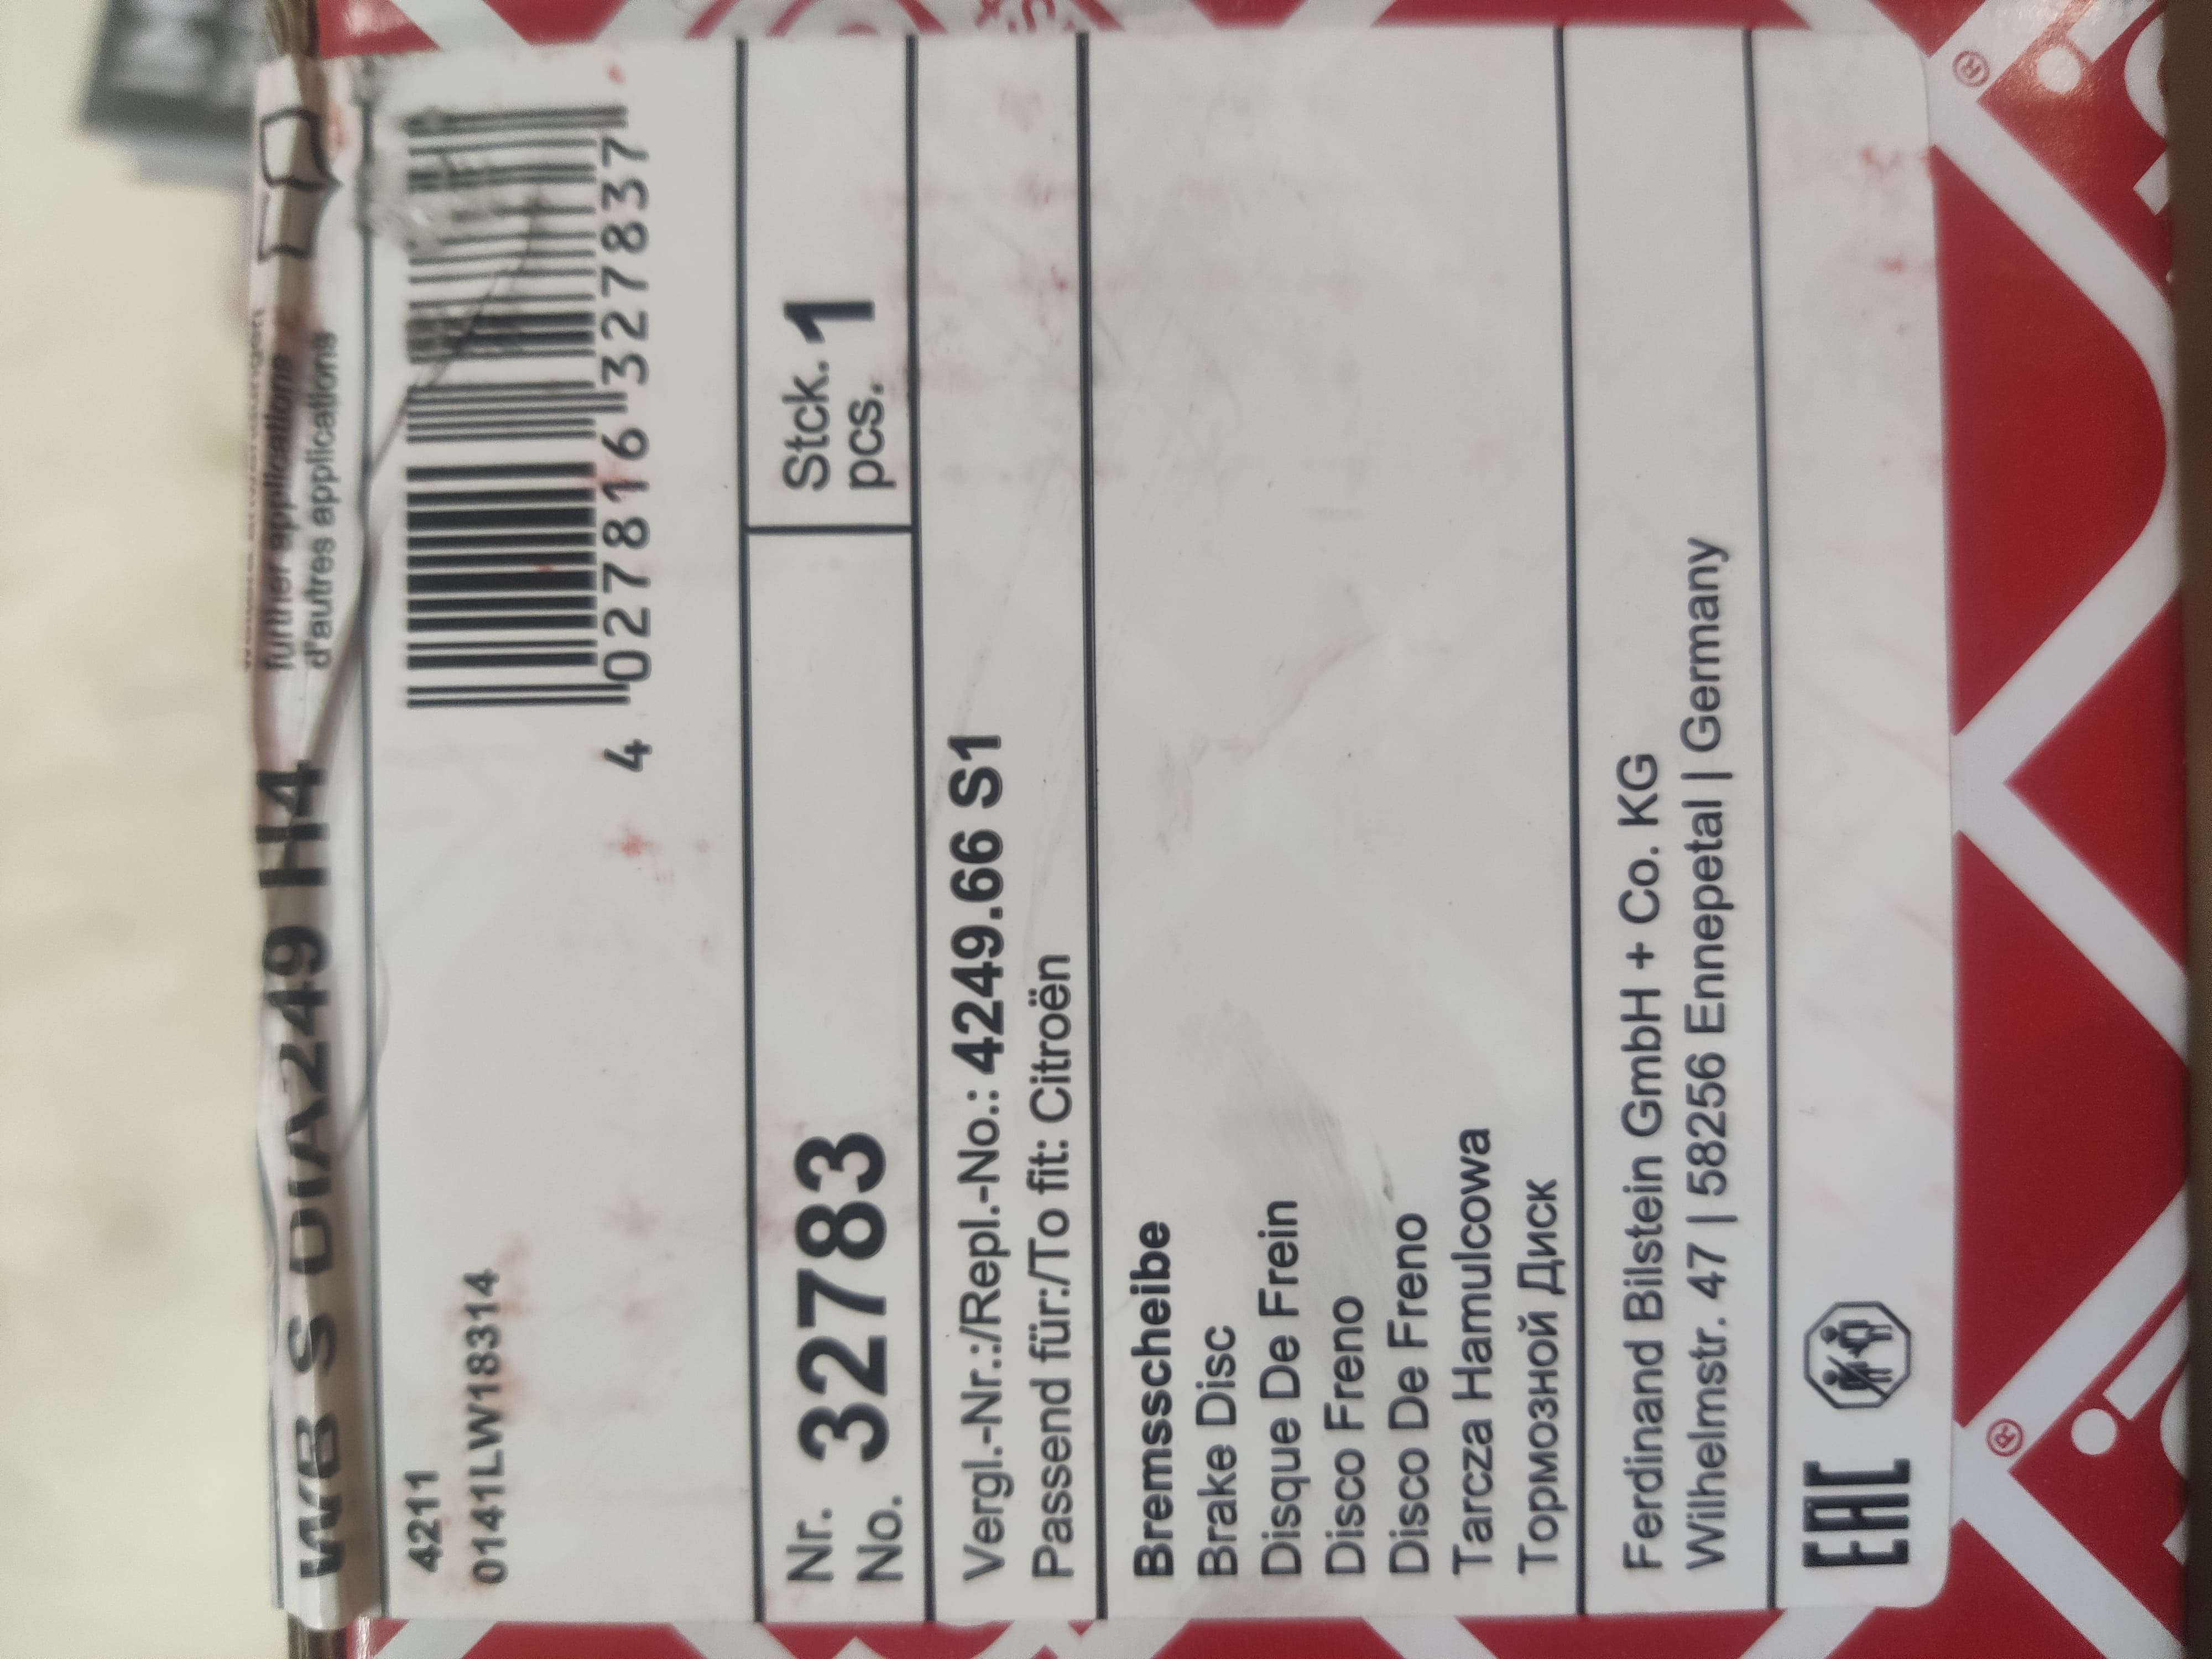 S DIA249 H4
further applications
d'autres applications
4211
0141LW18314
4 027816 327837
Nr. 32783
No.
Stck. 1
pcs.
Vergl.-Nr.:/Repl.-No.: 4249.66 S1
Passend für:/To fit: Citroën
Bremsscheibe
Brake Disc
Disque De Frein
Disco Freno
Disco De Freno
Tarcza Hamulcowa
Тормозной Диск
Ferdinand Bilstein GmbH + Co. KG
Wilhelmstr. 47 | 58256 Ennepetal | Germany
EAC